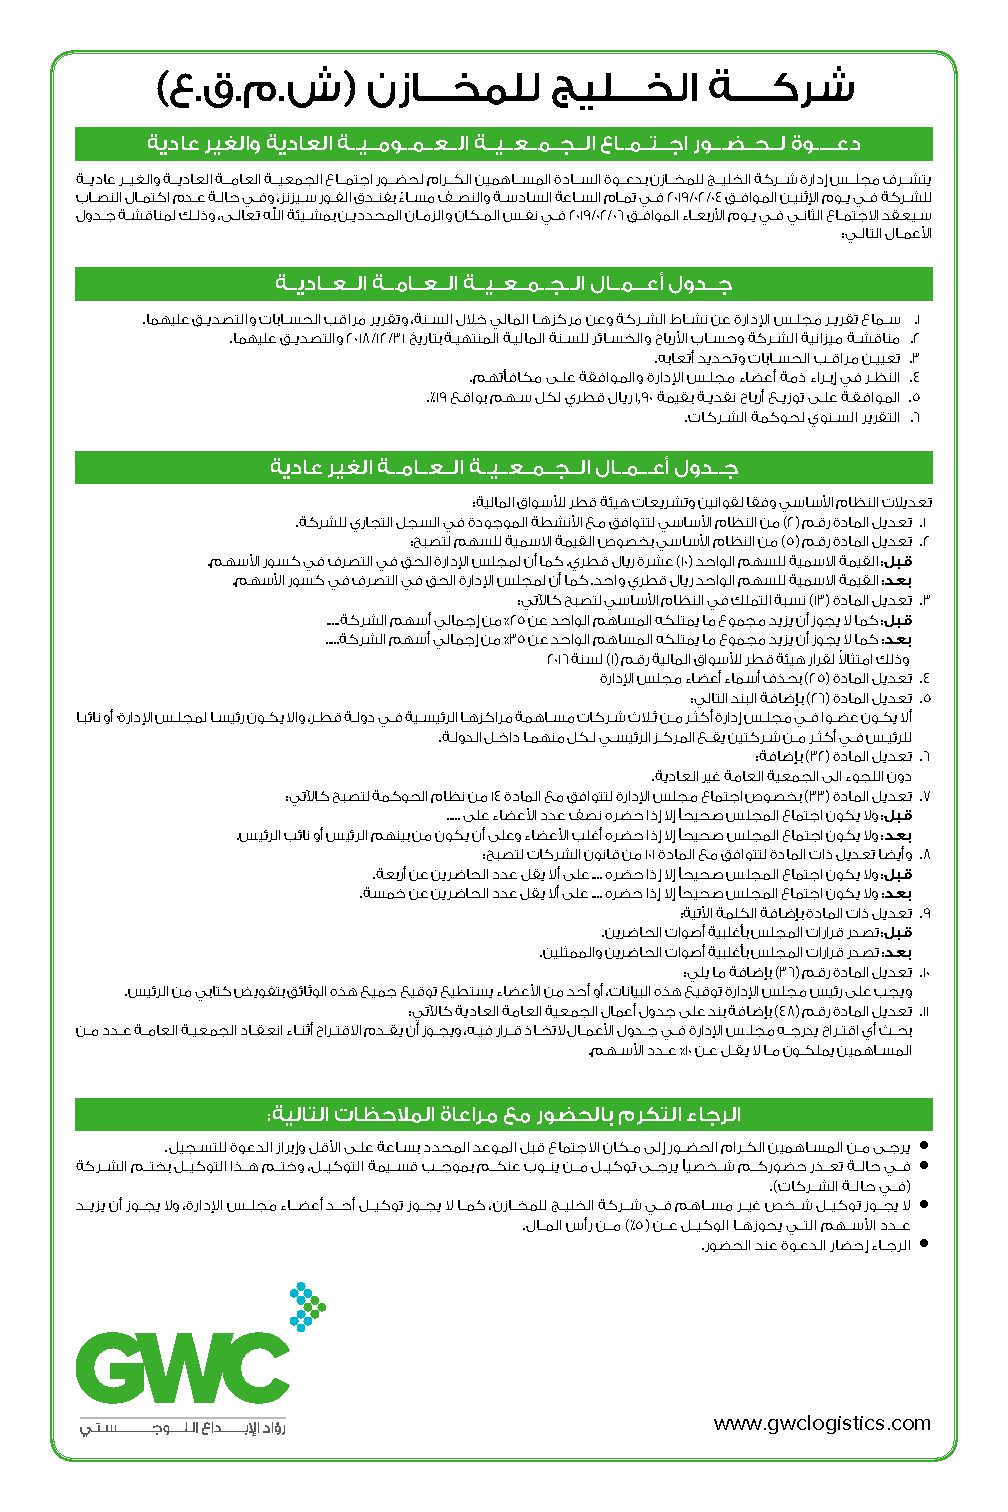 شركة الخليج للمخازن (ش.م.ق.ع)
دعوة لحضور اجتماع الجمعية العمومية العادية والغير عادية
يتشرف مجلس إدارة شركة الخليج للمخازن بدعوة السادة المساهمين الكرام لحضور اجتماع الجمعية العامة العادية والغير عادية
للشركة في يوم الإثنين الموافق ٢٠١٩/٠٢/٠٤ في تمام الساعة السادسة والنصف مساءً بفندق الفور سيزنز، وفي حالة عدم اكتمال النصاب
سيعقد الاجتماع الثاني في يوم الأربعاء الموافق ٢٠١٩/٠٢/٠٦ في نفس المكان والزمان المحددين بمشيئة الله تعالى، وذلك لمناقشة جدول
الأعمال التالي:
جدول أعمال الجمعية العامة العادية
١. سماع تقرير مجلس الإدارة عن نشاط الشركة وعن مركزها المالي خلال السنة، وتقرير مراقب الحسابات والتصديق عليهما.
٢. مناقشة ميزانية الشركة وحساب الأرباح والخسائر للسنة المالية المنتهية بتاريخ ٢٠١٨/١٢/٣١ والتصديق عليهما.
٣. تعيين مراقب الحسابات وتحديد أتعابه.
٤. النظر في إبراء ذمة أعضاء مجلس الإدارة والموافقة على مكافأتهم.
٥. الموافقة على توزيع أرباح نقدية بقيمة ١,٩٠ ريال قطري لكل سهم بواقع ١٩٪.
٦. التقرير السنوي لحوكمة الشركات.
جدول أعمال الجمعية العامة الغير عادية
تعديلات النظام الأساسي وفقا لقوانين وتشريعات هيئة قطر للأسواق المالية:
١. تعديل المادة رقم (٢) من النظام الأساسي لتتوافق مع الأنشطة الموجودة في السجل التجاري للشركة.
٢. تعديل المادة رقم (٥) من النظام الأساسي بخصوص القيمة الاسمية للسهم لتصبح:
قبل: القيمة الاسمية للسهم الواحد (١٠) عشرة ريال قطري. كما أن لمجلس الإدارة الحق في التصرف في كسور الأسهم.
بعد: القيمة الاسمية للسهم الواحد ريال قطري واحد. كما أن لمجلس الإدارة الحق في التصرف في كسور الأسهم.
٣. تعديل المادة (١٣) نسبة التملك في النظام الأساسي لتصبح كالآتي:
قبل: كما لا يجوز أن يزيد مجموع ما يمتلكه المساهم الواحد عن ٢٥٪ من إجمالي أسهم الشركة.....
بعد: كما لا يجوز أن يزيد مجموع ما يمتلكه المساهم الواحد عن ٣٥٪ من إجمالي أسهم الشركة.....
وذلك امتثالاً لقرار هيئة قطر للأسواق المالية رقم (١) لسنة ٢٠١٦
٤. تعديل المادة (٢٥) بحذف أسماء أعضاء مجلس الإدارة
٥. تعديل المادة (٢٦) بإضافة البند التالي:
ألا يكون عضوا في مجلس إدارة أكثر من ثلاث شركات مساهمة مراكزها الرئيسية في دولة قطر، والا يكون رئيسا لمجلس الإدارة؛ أو نائبا
للرئيس في أكثر من شركتين يقع المركز الرئيسي لكل منهما داخل الدولة.
٦. تعديل المادة (٣٢) بإضافة:
دون اللجوء الى الجمعية العامة غير العادية.
٧. تعديل المادة (٣٣) بخصوص اجتماع مجلس الإدارة لتتوافق مع المادة ١٤ من نظام الحوكمة لتصبح كالآتي:
قبل: ولا يكون اجتماع المجلس صحيحاً إلا إذا حضره نصف عدد الأعضاء على .....
بعد: ولا يكون اجتماع المجلس صحيحاً إلا إذا حضره أغلب الأعضاء وعلى أن يكون من بينهم الرئيس أو نائب الرئيس.
٨. وأيضا تعديل ذات المادة لتتوافق مع المادة ١٠١ من قانون الشركات لتصبح:
قبل: ولا يكون اجتماع المجلس صحيحاً إلا إذا حضره .... على ألا يقل عدد الحاضرين عن أربعة.
بعد: ولا يكون اجتماع المجلس صحيحاً إلا إذا حضره .... على ألا يقل عدد الحاضرين عن خمسة.
٩. تعديل ذات المادة بإضافة الكلمة الآتية:
قبل: تصدر قرارات المجلس بأغلبية أصوات الحاضرين.
بعد: تصدر قرارات المجلس بأغلبية أصوات الحاضرين والممثلين.
١٠. تعديل المادة رقم (٣٦) بإضافة ما يلي:
ويجب على رئيس مجلس الإدارة توقيع هذه البيانات، أو أحد من الأعضاء يستطيع توقيع جميع هذه الوثائق بتفويض كتابي من الرئيس.
١١. تعديل المادة رقم (٤٨) بإضافة بند على جدول أعمال الجمعية العامة العادية كالآتي:
بحث أي اقتراح يدرجه مجلس الإدارة في جدول الأعمال لاتخاذ قرار فيه، ويجوز أن يقدم الاقتراح أثناء انعقاد الجمعية العامة عدد من
المساهمين يملكون ما لا يقل عن ١٠٪ عدد الأسهم.
الرجاء التكرم بالحضور مع مراعاة الملاحظات التالية:
● يرجى من المساهمين الكرام الحضور إلى مكان الاجتماع قبل الموعد المحدد بساعة على الأقل وإبراز الدعوة للتسجيل.
● في حالة تعذر حضوركم شخصياً يرجى توكيل من ينوب عنكم بموجب قسيمة التوكيل، وختم هذا التوكيل بختم الشركة
(في حالة الشركات).
● لا يجوز توكيل شخص غير مساهم في شركة الخليج للمخازن، كما لا يجوز توكيل أحد أعضاء مجلس الإدارة، ولا يجوز أن يزيد
عدد الأسهم التي يحوزها الوكيل عن (٥٪) من رأس المال.
● الرجاء إحضار الدعوة عند الحضور.
GWC
رواد الإبداع اللوجستي
www.gwclogistics.com